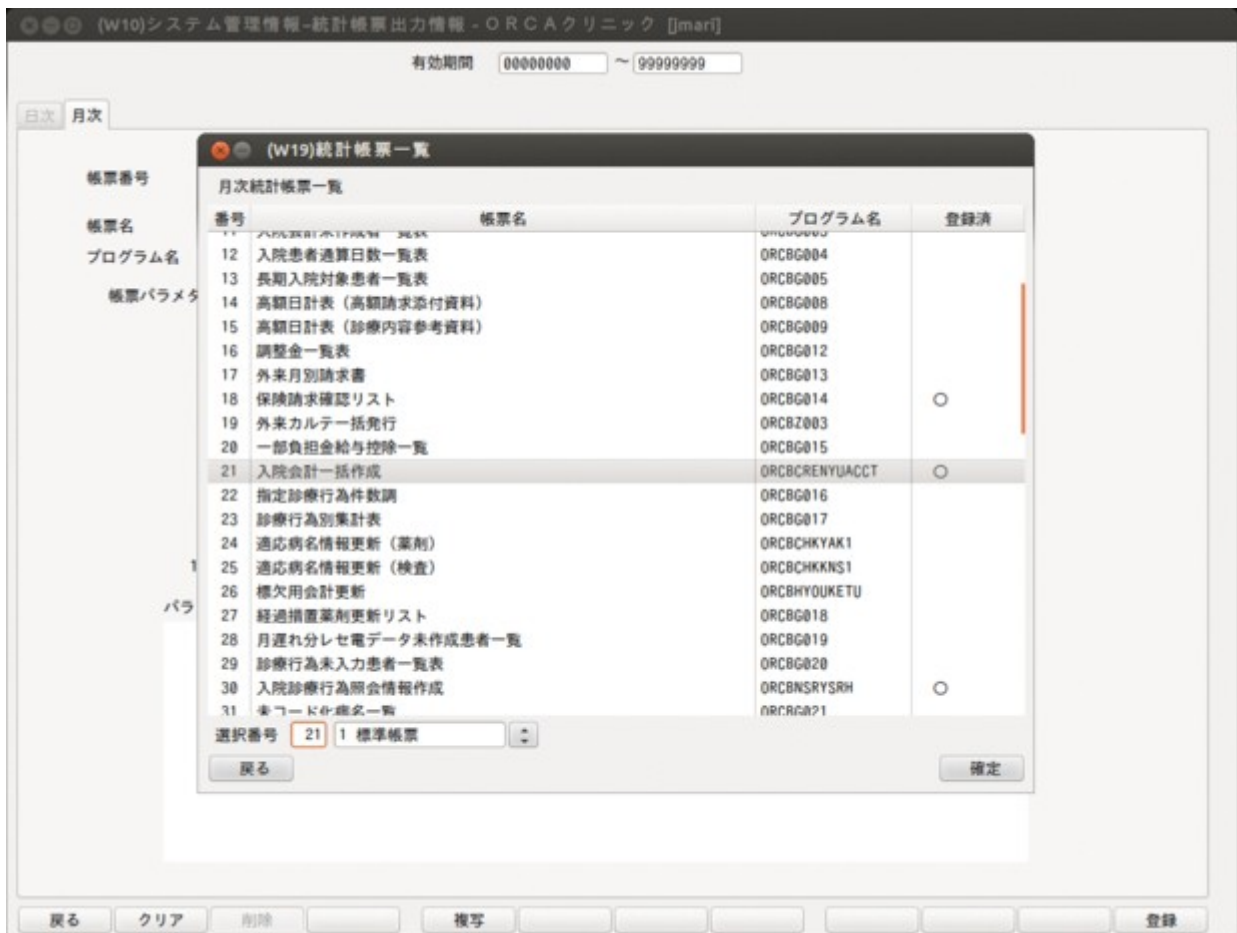 (W10)システム管理情報-統計帳票出力情報 - ＯＲＣＡクリニック [jmari]
有効期間 00000000 ～ 99999999
日次 月次
帳票番号
帳票名
プログラム名
帳票パラメタ
1
パラ
(W19)統計帳票一覧
月次統計帳票一覧
番号 帳票名 プログラム名 登録済
12 入院患者通算日数一覧表 ORCBG004
13 長期入院対象患者一覧表 ORCBG005
14 高額日計表（高額請求添付資料） ORCBG008
15 高額日計表（診療内容参考資料） ORCBG009
16 調整金一覧表 ORCBG012
17 外来月別請求書 ORCBG013
18 保険請求確認リスト ORCBG014 ○
19 外来カルテ一括発行 ORCBZ003
20 一部負担金給与控除一覧 ORCBG015
21 入院会計一括作成 ORCBCRENYUACCT ○
22 指定診療行為件数調 ORCBG016
23 診療行為別集計表 ORCBG017
24 適応病名情報更新（薬剤） ORCBCHKYAK1
25 適応病名情報更新（検査） ORCBCHKKNS1
26 標欠用会計更新 ORCBHYOUKETU
27 経過措置薬剤更新リスト ORCBG018
28 月遅れ分レセ電データ未作成患者一覧 ORCBG019
29 診療行為未入力患者一覧表 ORCBG020
30 入院診療行為照会情報作成 ORCBNSRYSRH ○
31 未コード化病名一覧 ORCBG021
選択番号 21 1 標準帳票
戻る 確定
戻る クリア 削除 複写 登録